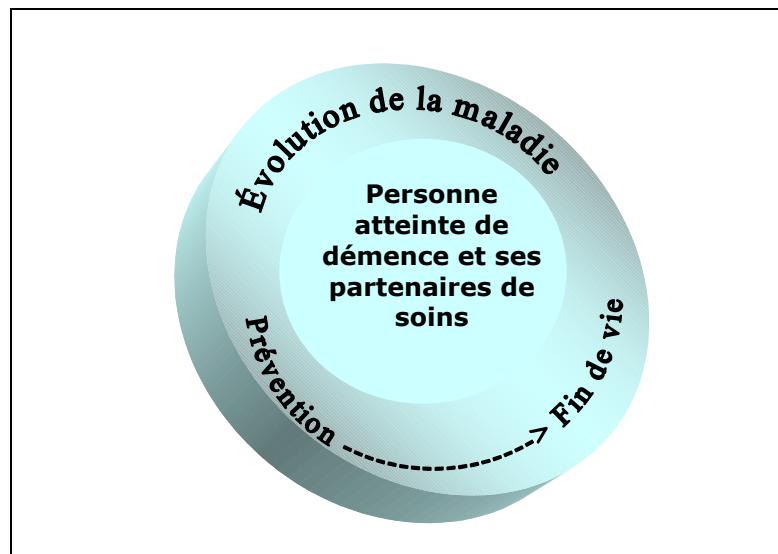 Évolution de la maladie
Personne
atteinte de
démence et ses
partenaires de
soins
Prévention
Fin de vie